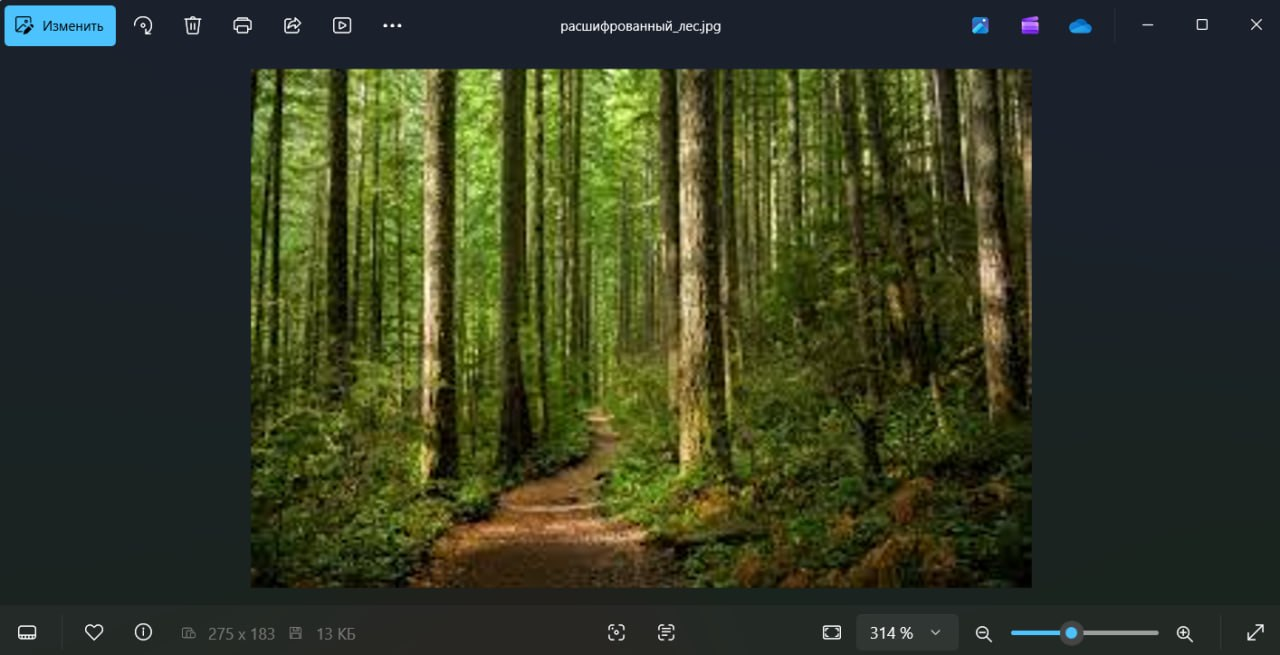 Изменить
расшифрованный_лес.jpg
275 x 183
13 КБ
314 %